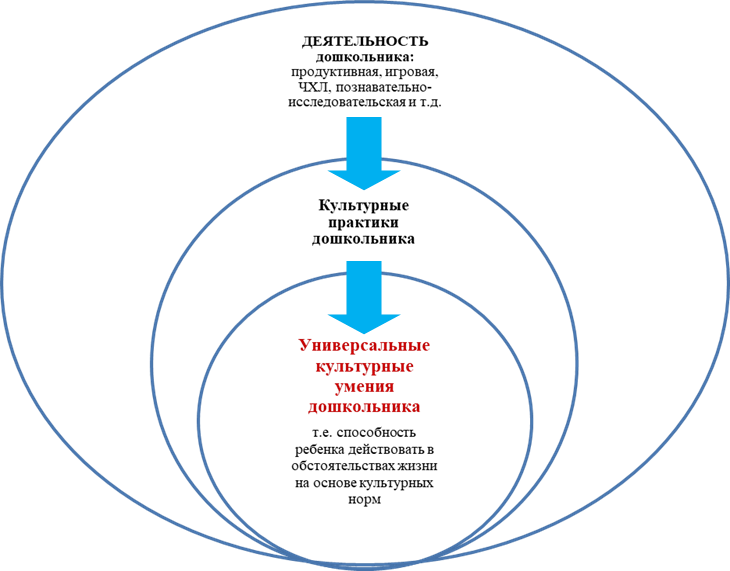 ДЕЯТЕЛЬНОСТЬ
дошкольника:
продуктивная, игровая,
ЧХЛ, познавательно-
исследовательская и т.д.
Культурные
практики
дошкольника
Универсальные
культурные
умения
дошкольника
т.е. способность
ребенка действовать в
обстоятельствах жизни
на основе культурных
норм